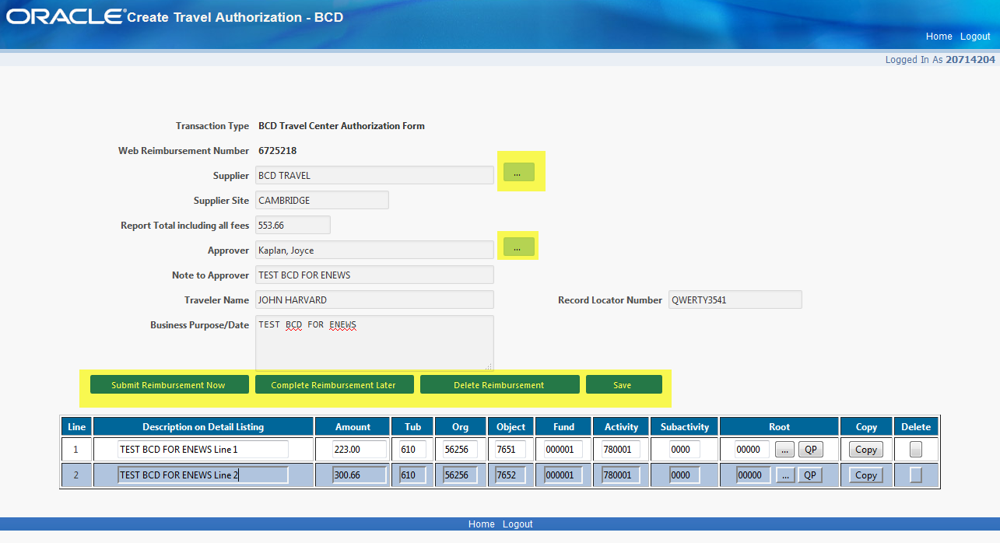 ORACLE® Create Travel Authorization - BCD
Home Logout
Logged In As 20714204
Transaction Type BCD Travel Center Authorization Form
Web Reimbursement Number 6725218
Supplier BCD TRAVEL ...
Supplier Site CAMBRIDGE
Report Total including all fees 553.66
Approver Kaplan, Joyce ...
Note to Approver TEST BCD FOR ENEWS
Traveler Name JOHN HARVARD Record Locator Number QWERTY3541
Business Purpose/Date TEST BCD FOR ENEWS
Submit Reimbursement Now Complete Reimbursement Later Delete Reimbursement Save
Line Description on Detail Listing Amount Tub Org Object Fund Activity Subactivity Root Copy Delete
1 TEST BCD FOR ENEWS Line 1 223.00 610 56256 7651 000001 780001 0000 00000 ... QP Copy
2 TEST BCD FOR ENEWS Line 2 300.66 610 56256 7652 000001 780001 0000 00000 ... QP Copy
Home Logout